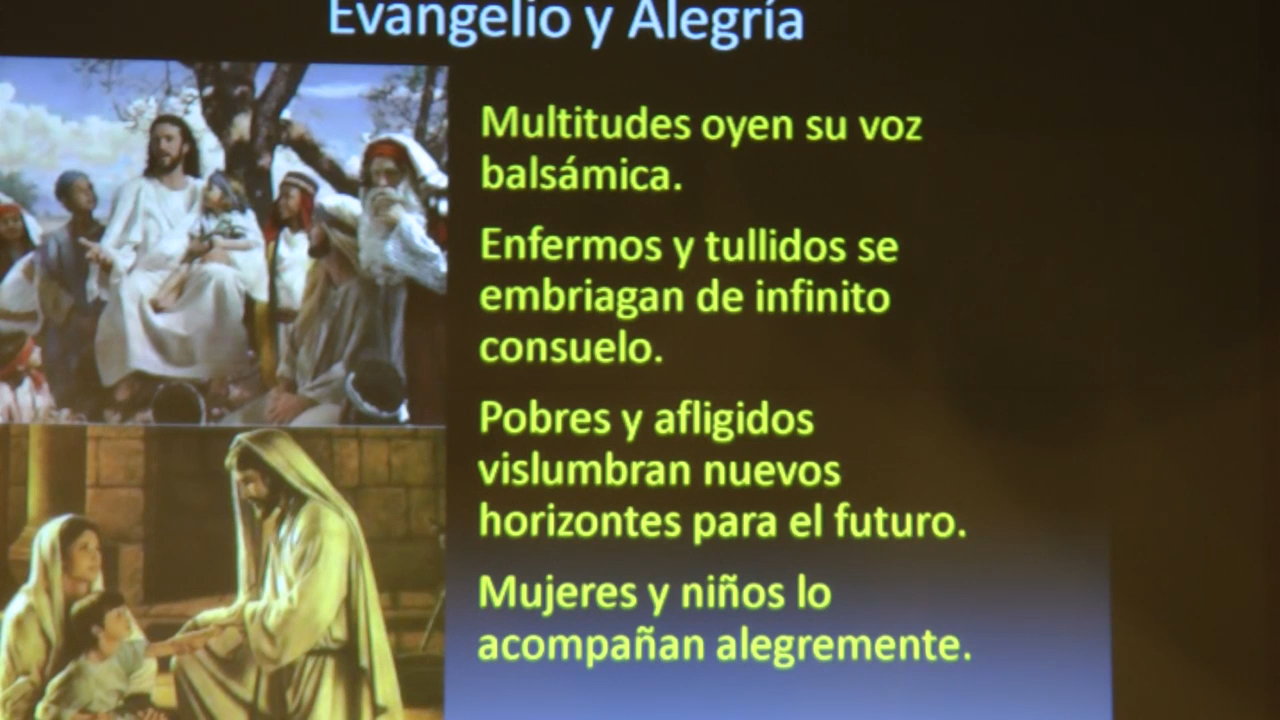 Evangelio y Alegría
Multitudes oyen su voz
balsámica.
Enfermos y tullidos se
embriagan de infinito
consuelo.
Pobres y afligidos
vislumbran nuevos
horizontes para el futuro.
Mujeres y niños lo
acompañan alegremente.